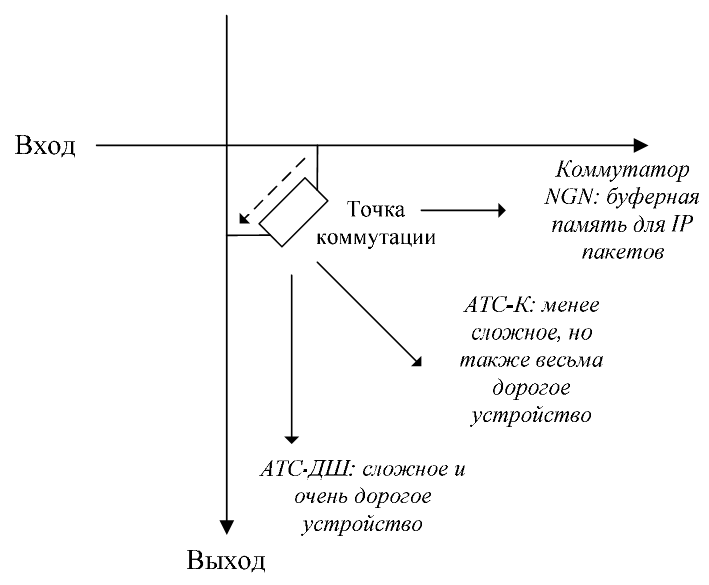 Вход
Коммутатор
NGN: буферная
память для IP
пакетов
Точка
коммутации
АТС-К: менее
сложное, но
также весьма
дорогое
устройство
АТС-ДШ: сложное и
очень дорогое
устройство
Выход